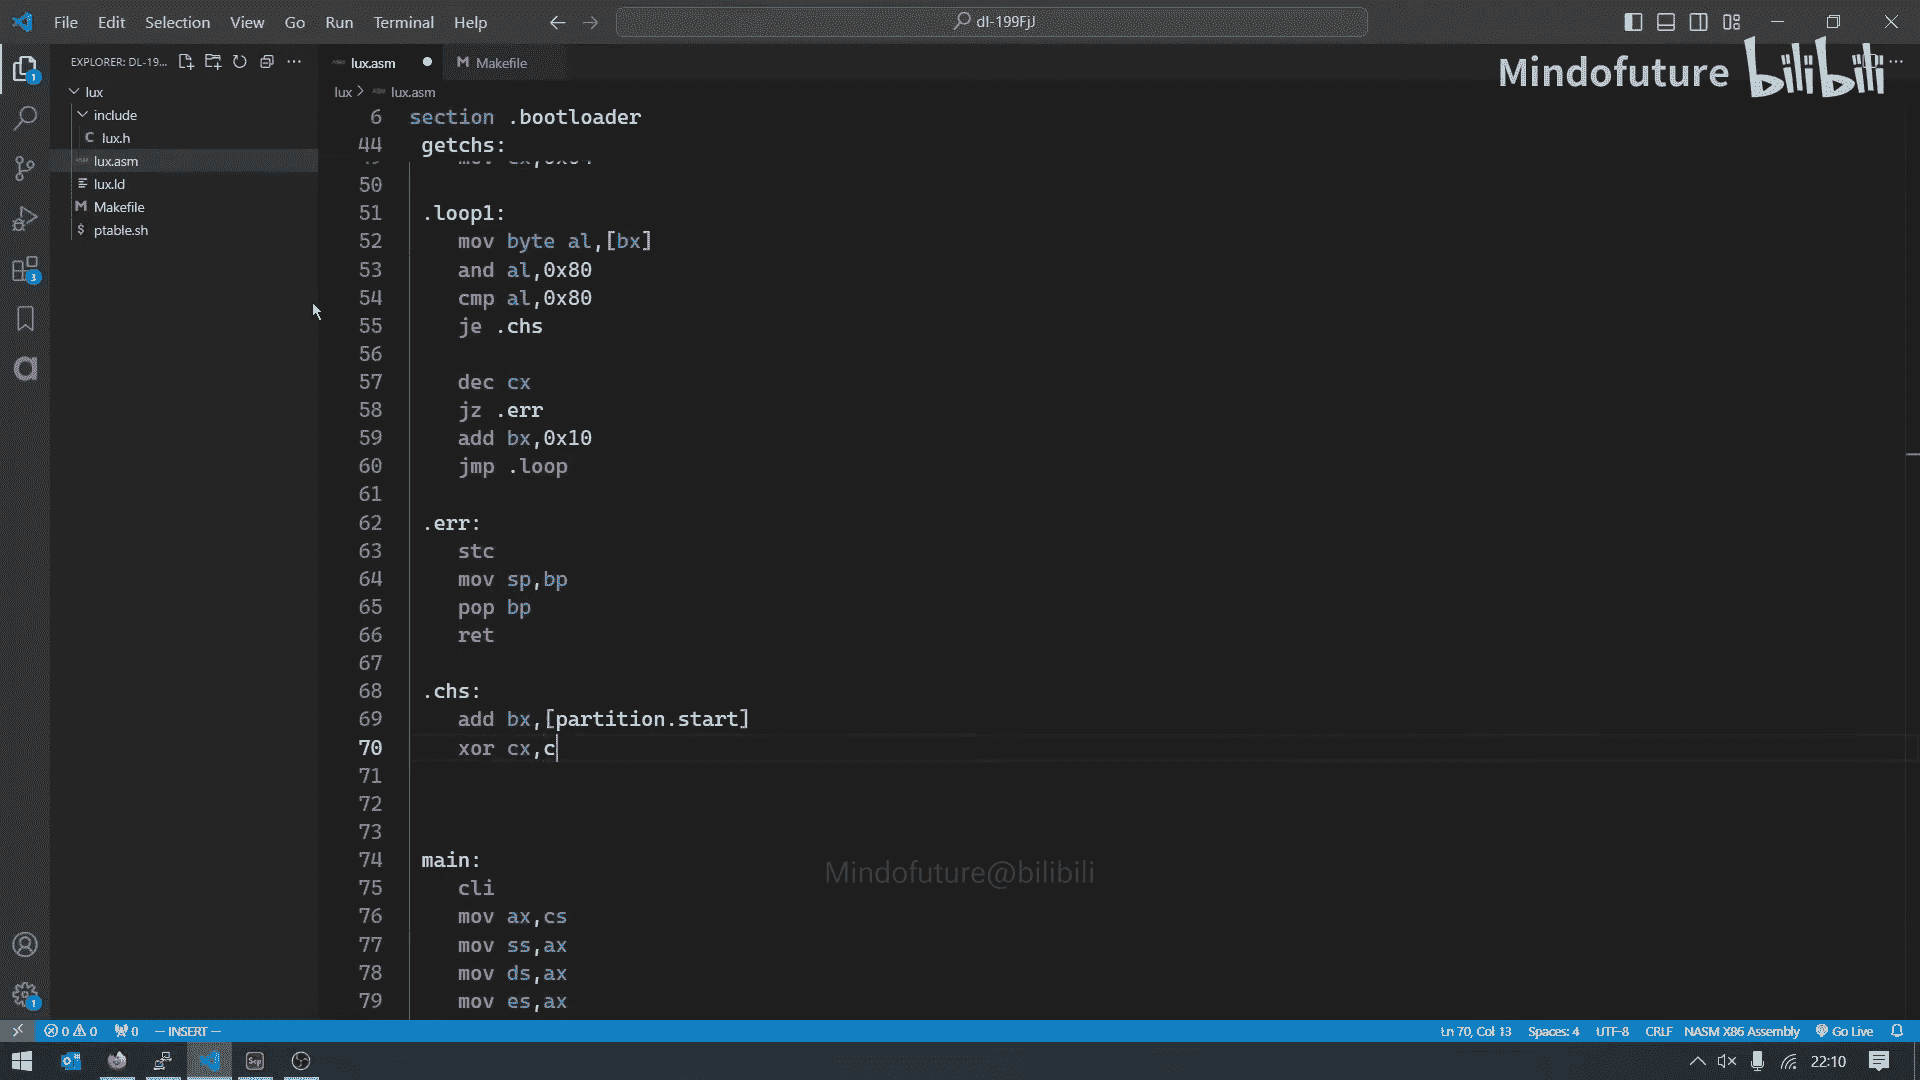 File Edit Selection View Go Run Terminal Help
dl-199FjJ
EXPLORER: DL-19...
lux.asm
Makefile
Mindofuture bilibili
lux
lux > lux.asm
include
lux.h
lux.asm
lux.ld
Makefile
ptable.sh
6 section .bootloader
44 getchs:
50
51 .loop1:
52 mov byte al,[bx]
53 and al,0x80
54 cmp al,0x80
55 je .chs
56
57 dec cx
58 jz .err
59 add bx,0x10
60 jmp .loop
61
62 .err:
63 stc
64 mov sp,bp
65 pop bp
66 ret
67
68 .chs:
69 add bx,[partition.start]
70 xor cx,c
71
72
73
74 main:
75 cli
76 mov ax,cs
77 mov ss,ax
78 mov ds,ax
79 mov es,ax
Mindofuture@bilibili
0 0 0 -- INSERT --
Ln 70, Col 13 Spaces: 4 UTF-8 CRLF NASM X86 Assembly Go Live
22:10